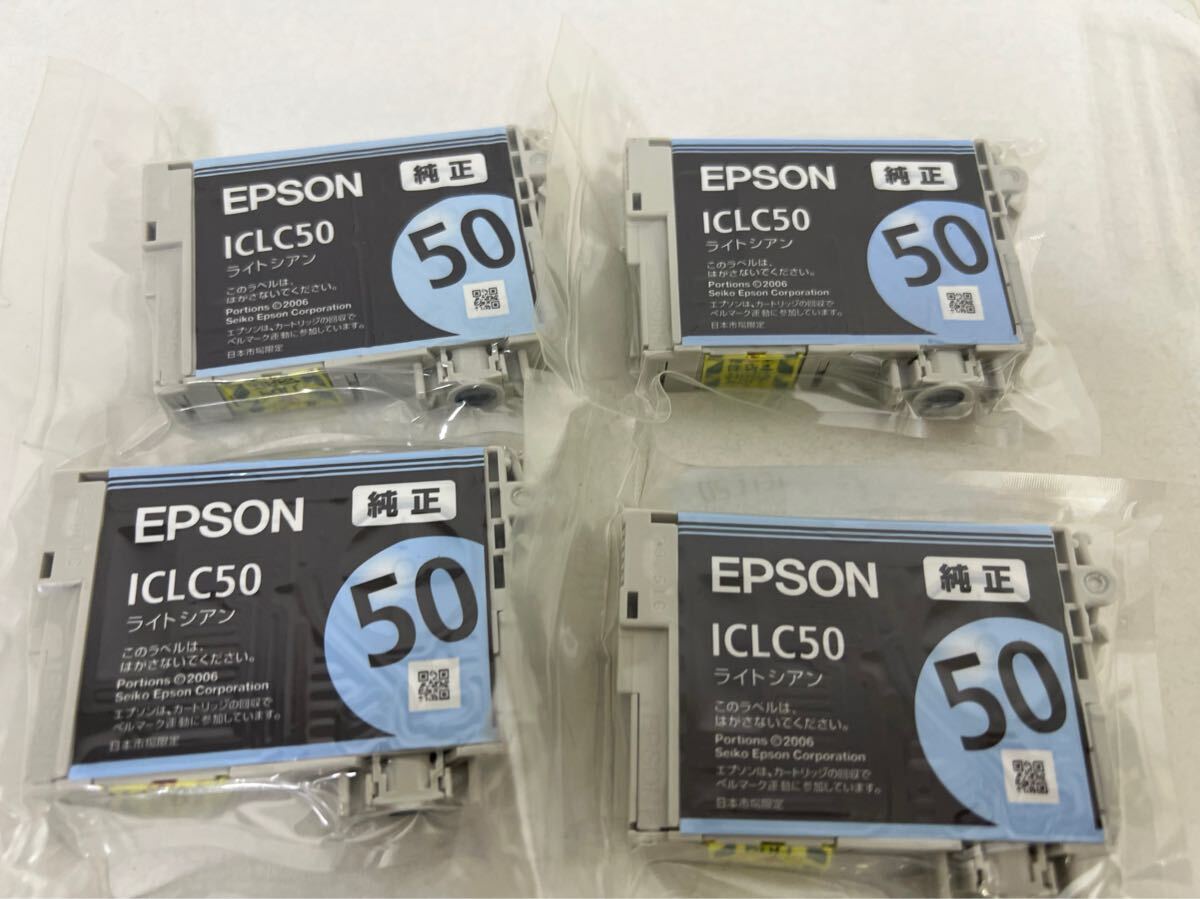 EPSON 純正
ICLC50
ライトシアン
50
このラベルは、
はがさないでください。
Portions ©2006
Seiko Epson Corporation
エプソンは、カートリッジの回収で
ベルマーク運動に参加しています。
日本市場限定
EPSON 純正
ICLC50
ライトシアン
50
このラベルは、
はがさないでください。
Portions ©2006
Seiko Epson Corporation
エプソンは、カートリッジの回収で
ベルマーク運動に参加しています。
日本市場限定
EPSON 純正
ICLC50
ライトシアン
50
このラベルは、
はがさないでください。
Portions ©2006
Seiko Epson Corporation
エプソンは、カートリッジの回収で
ベルマーク運動に参加しています。
日本市場限定
EPSON 純正
ICLC50
ライトシアン
50
このラベルは、
はがさないでください。
Portions ©2006
Seiko Epson Corporation
エプソンは、カートリッジの回収で
ベルマーク運動に参加しています。
日本市場限定